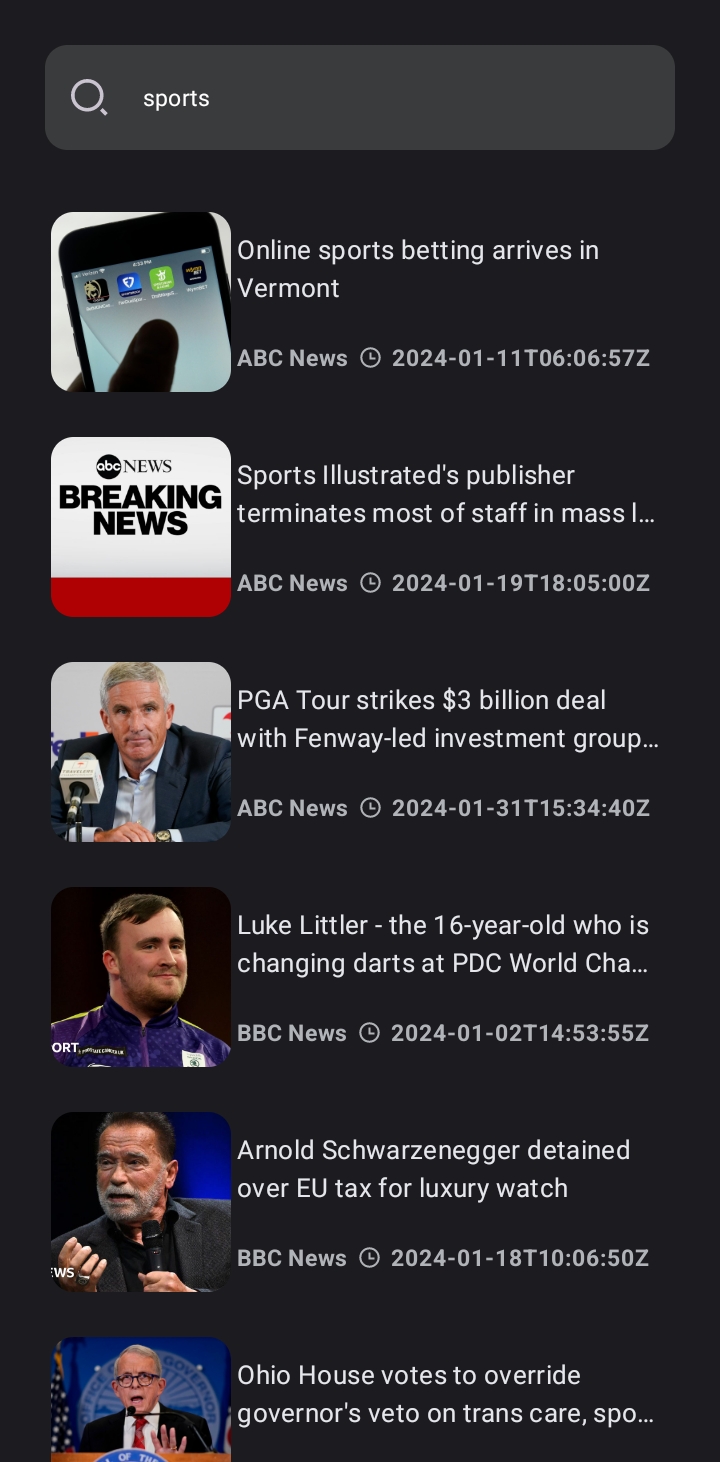 sports
Online sports betting arrives in
Vermont
ABC News 2024-01-11T06:06:57Z
abc NEWS
BREAKING
NEWS
Sports Illustrated's publisher
terminates most of staff in mass l…
ABC News 2024-01-19T18:05:00Z
PGA Tour strikes $3 billion deal
with Fenway-led investment group…
ABC News 2024-01-31T15:34:40Z
Luke Littler - the 16-year-old who is
changing darts at PDC World Cha…
ORT
BBC News 2024-01-02T14:53:55Z
Arnold Schwarzenegger detained
over EU tax for luxury watch
EWS
BBC News 2024-01-18T10:06:50Z
Ohio House votes to override
governor's veto on trans care, spo…